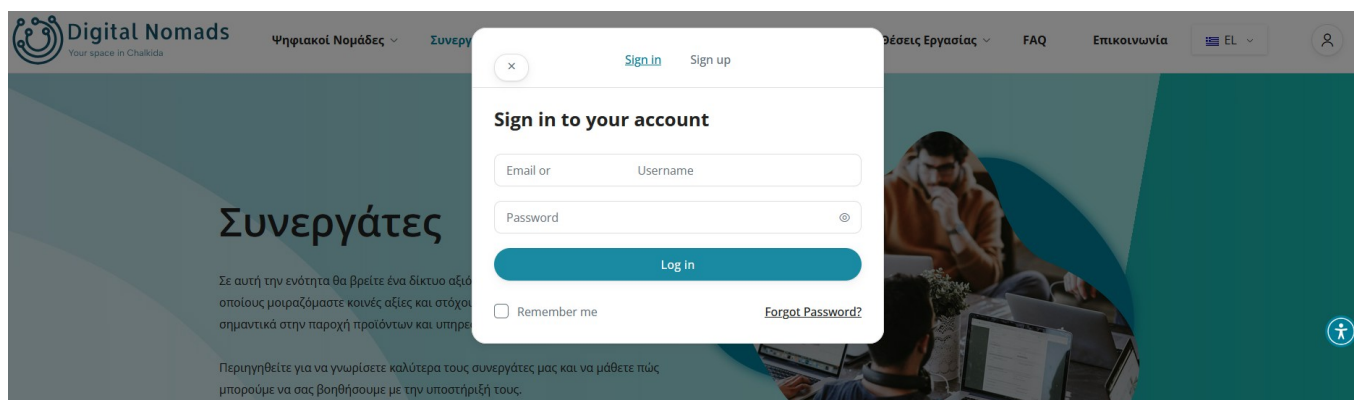 Digital Nomads
Your space in Chalkida
Ψηφιακοί Νομάδες
Συνεργ
θέσεις Εργασίας
FAQ
Επικοινωνία
EL
Sign in
Sign up
Sign in to your account
Email or Username
Password
Log in
Remember me
Forgot Password?
Συνεργάτες
Σε αυτή την ενότητα θα βρείτε ένα δίκτυο αξιό
οποίους μοιραζόμαστε κοινές αξίες και στόχοι
σημαντικά στην παροχή προϊόντων και υπηρε
Περιηγηθείτε για να γνωρίσετε καλύτερα τους συνεργάτες μας και να μάθετε πώς
μπορούμε να σας βοηθήσουμε με την υποστήριξή τους.